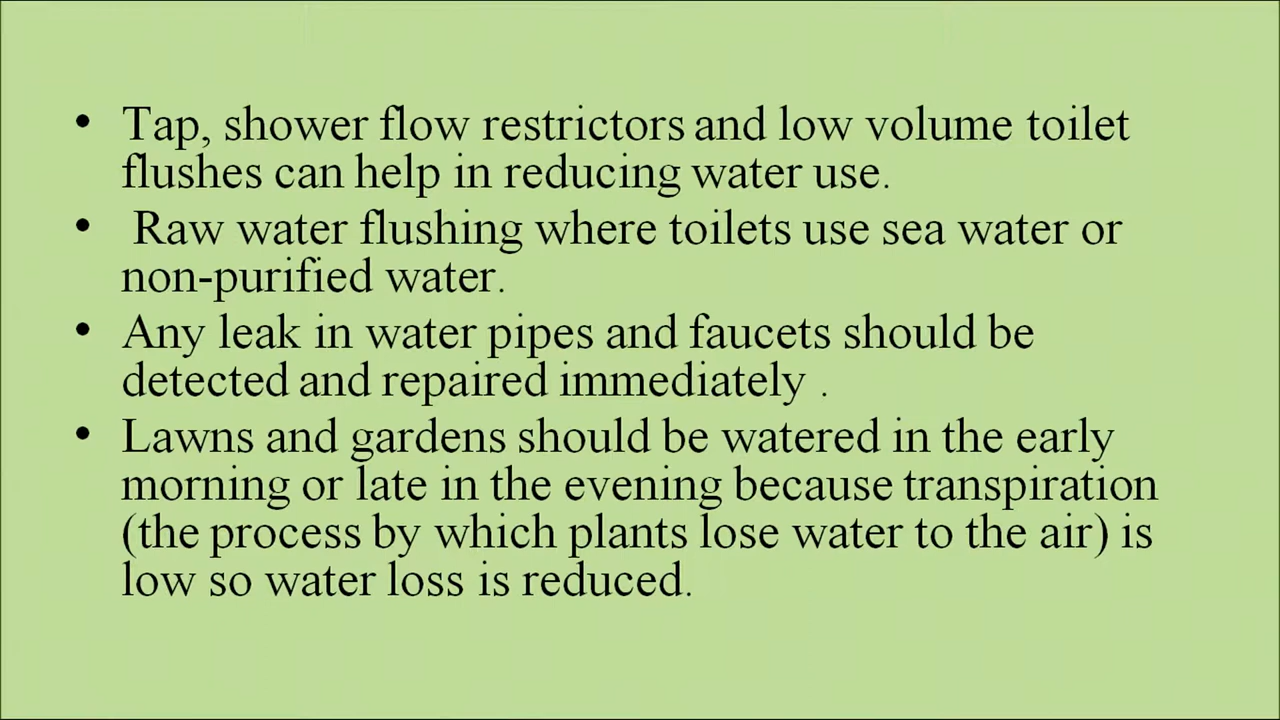 • Tap, shower flow restrictors and low volume toilet
flushes can help in reducing water use.
• Raw water flushing where toilets use sea water or
non-purified water.
• Any leak in water pipes and faucets should be
detected and repaired immediately .
• Lawns and gardens should be watered in the early
morning or late in the evening because transpiration
(the process by which plants lose water to the air) is
low so water loss is reduced.